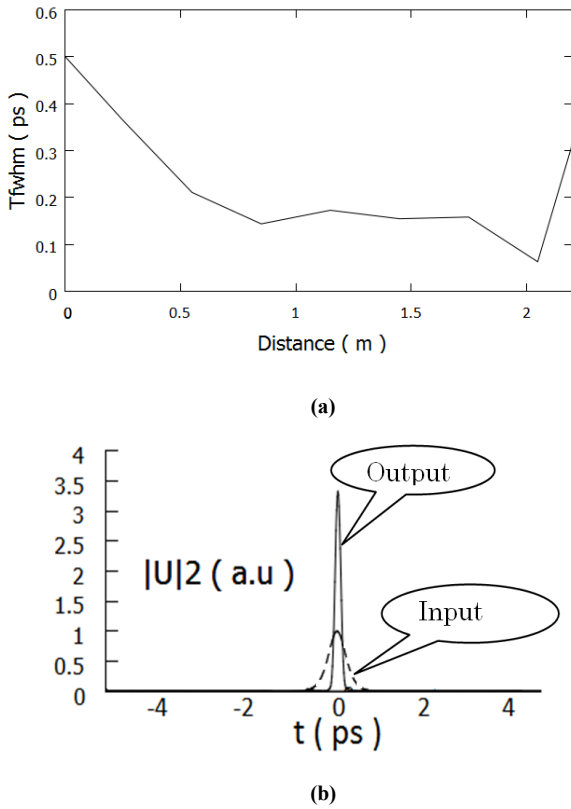 0.6
0.5
0.4
0.3
0.2
0.1
0
Tfwhm ( ps )
0 0.5 1 1.5 2
Distance ( m )
(a)
4
3.5
3
2.5
2
1.5
1
0.5
0
|U|2 ( a.u )
Output
Input
-4 -2 0 2 4
t ( ps )
(b)